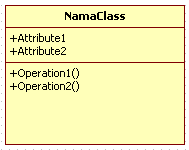 NamaClass
+Attribute1
+Attribute2
+Operation1()
+Operation2()